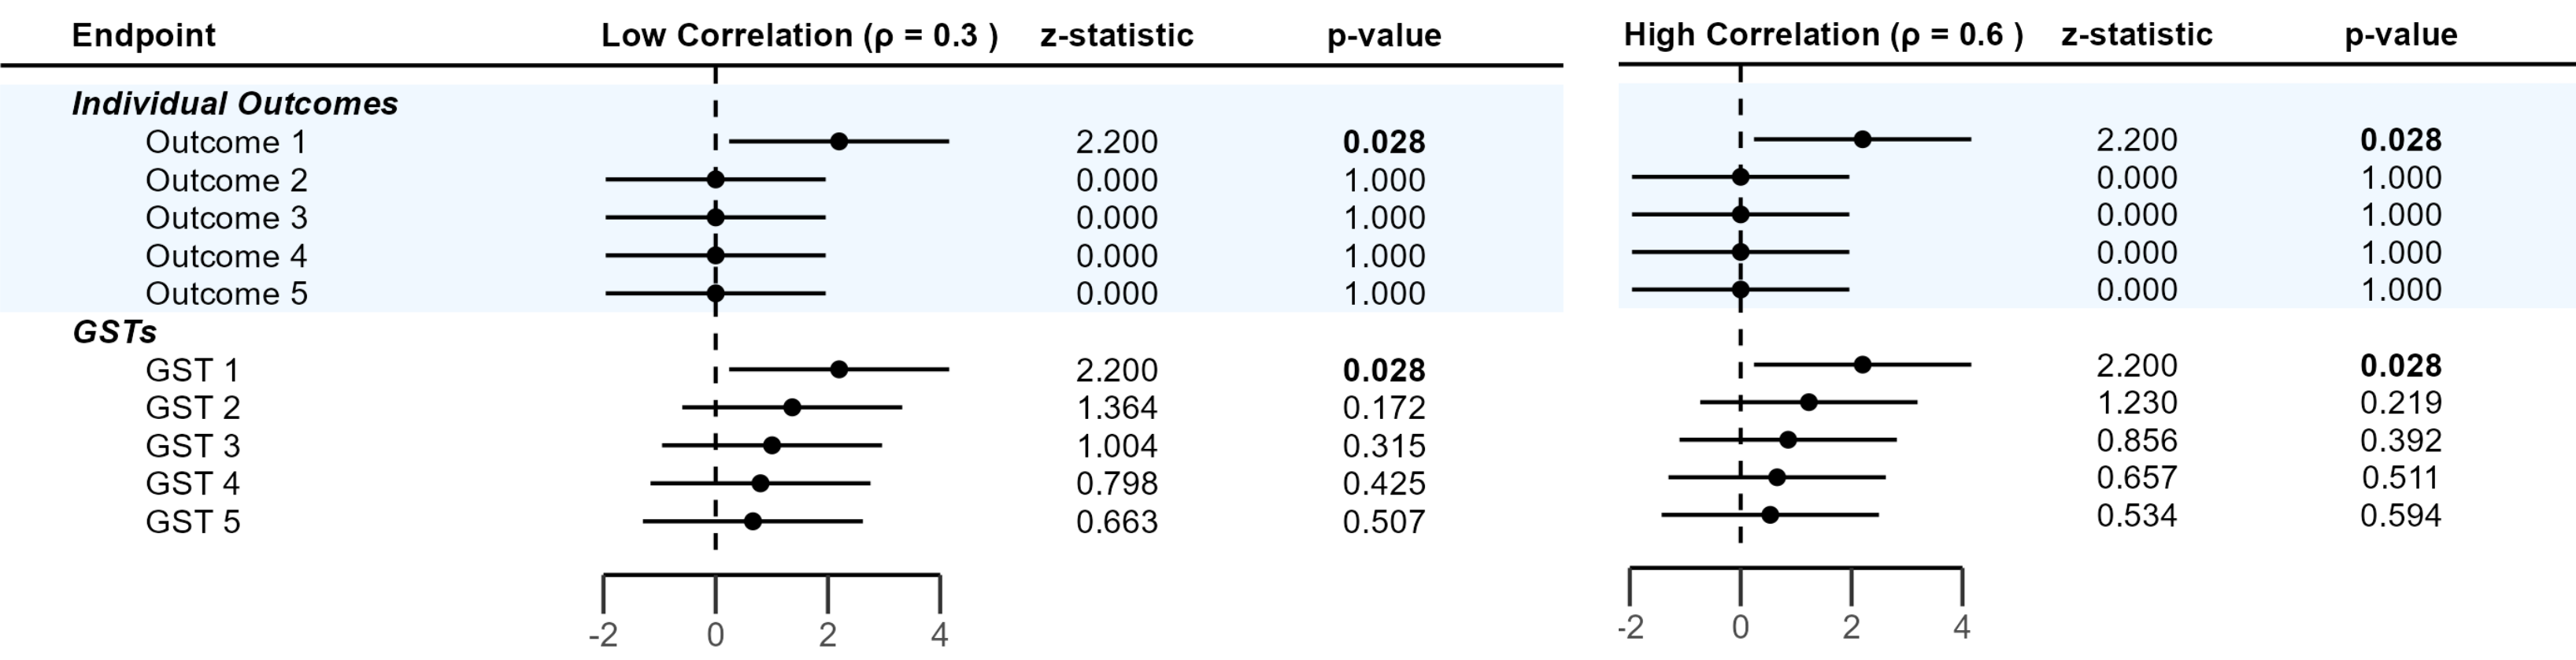 Endpoint Low Correlation (ρ = 0.3 ) z-statistic p-value High Correlation (ρ = 0.6 ) z-statistic p-value
Individual Outcomes
Outcome 1 2.200 0.028 2.200 0.028
Outcome 2 0.000 1.000 0.000 1.000
Outcome 3 0.000 1.000 0.000 1.000
Outcome 4 0.000 1.000 0.000 1.000
Outcome 5 0.000 1.000 0.000 1.000
GSTs
GST 1 2.200 0.028 2.200 0.028
GST 2 1.364 0.172 1.230 0.219
GST 3 1.004 0.315 0.856 0.392
GST 4 0.798 0.425 0.657 0.511
GST 5 0.663 0.507 0.534 0.594
-2 0 2 4 -2 0 2 4